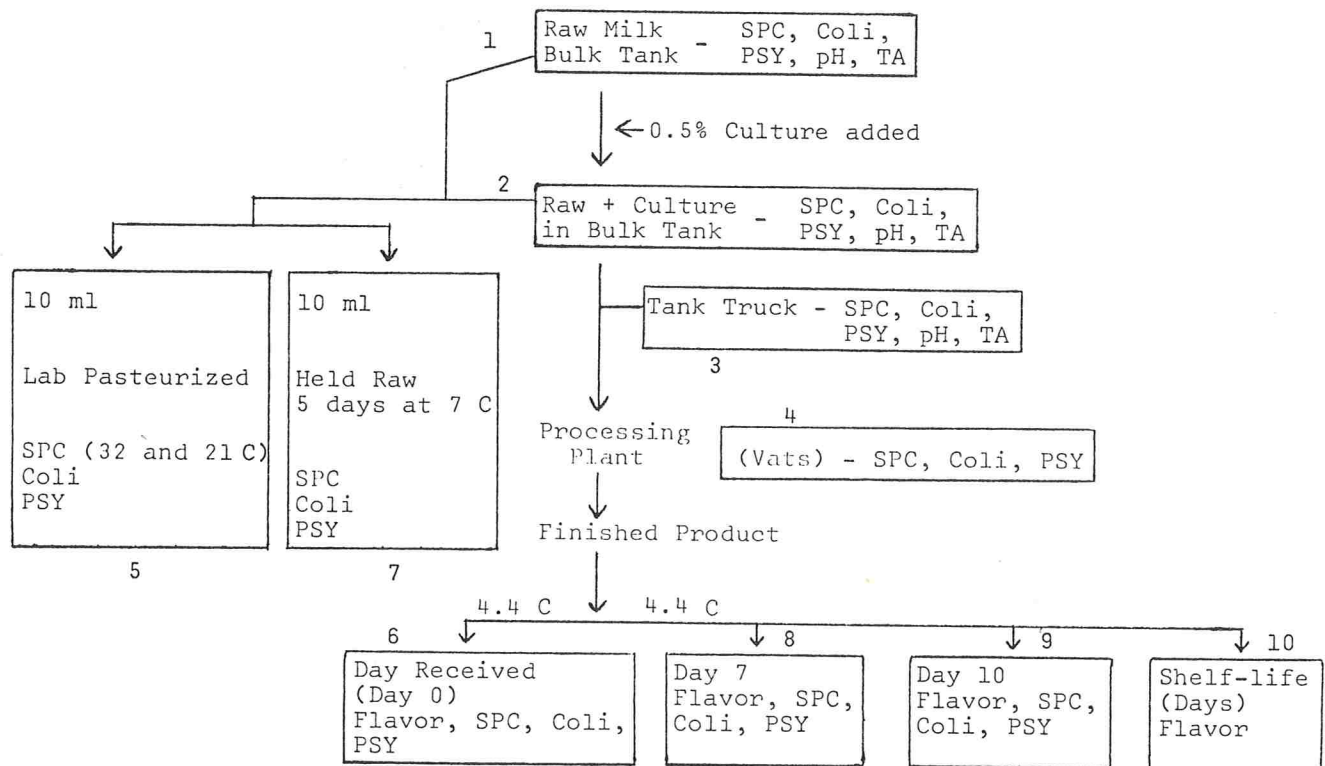 1
Raw Milk - SPC, Coli,
Bulk Tank PSY, pH, TA
←0.5% Culture added
2
Raw + Culture - SPC, Coli,
in Bulk Tank PSY, pH, TA
Tank Truck - SPC, Coli,
PSY, pH, TA
3
10 ml
Lab Pasteurized
SPC (32 and 21 C)
Coli
PSY
5
10 ml
Held Raw
5 days at 7 C
SPC
Coli
PSY
7
Processing
Plant
4
(Vats) - SPC, Coli, PSY
Finished Product
4.4 C 4.4 C
6
Day Received
(Day 0)
Flavor, SPC, Coli,
PSY
8
Day 7
Flavor, SPC,
Coli, PSY
9
Day 10
Flavor, SPC,
Coli, PSY
10
Shelf-life
(Days)
Flavor